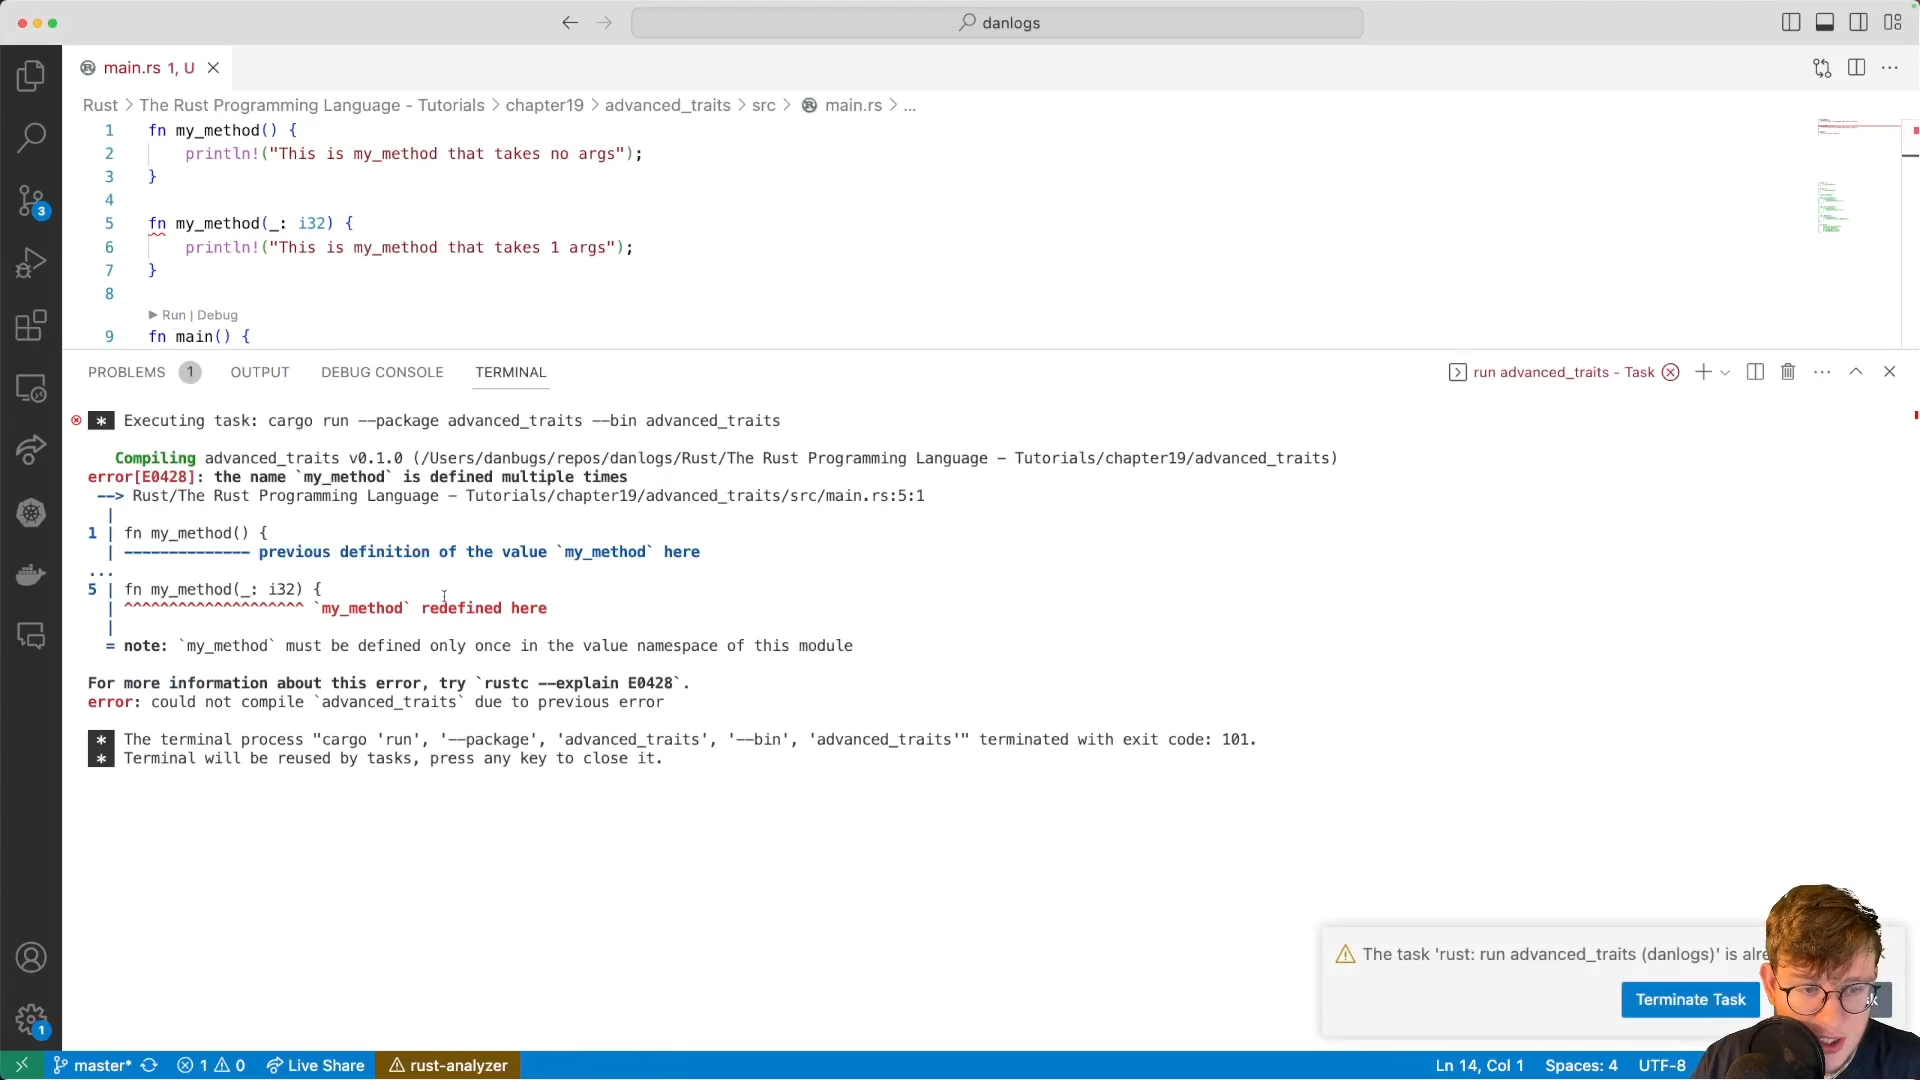 danlogs
main.rs 1, U
Rust > The Rust Programming Language - Tutorials > chapter19 > advanced_traits > src > main.rs > ...
1 fn my_method() {
2 println!("This is my_method that takes no args");
3 }
4
5 fn my_method(_: i32) {
6 println!("This is my_method that takes 1 args");
7 }
8
Run | Debug
9 fn main() {
PROBLEMS 1 OUTPUT DEBUG CONSOLE TERMINAL
run advanced_traits - Task
* Executing task: cargo run --package advanced_traits --bin advanced_traits
Compiling advanced_traits v0.1.0 (/Users/danbugs/repos/danlogs/Rust/The Rust Programming Language - Tutorials/chapter19/advanced_traits)
error[E0428]: the name `my_method` is defined multiple times
--> Rust/The Rust Programming Language - Tutorials/chapter19/advanced_traits/src/main.rs:5:1
|
1 | fn my_method() {
| -------------- previous definition of the value `my_method` here
...
5 | fn my_method(_: i32) {
| ^^^^^^^^^^^^^^^^^^^^ `my_method` redefined here
|
= note: `my_method` must be defined only once in the value namespace of this module
For more information about this error, try `rustc --explain E0428`.
error: could not compile `advanced_traits` due to previous error
* The terminal process "cargo 'run', '--package', 'advanced_traits', '--bin', 'advanced_traits'" terminated with exit code: 101.
* Terminal will be reused by tasks, press any key to close it.
3
The task 'rust: run advanced_traits (danlogs)' is
Terminate Task
1
master* 1 0 Live Share rust-analyzer Ln 14, Col 1 Spaces: 4 UTF-8